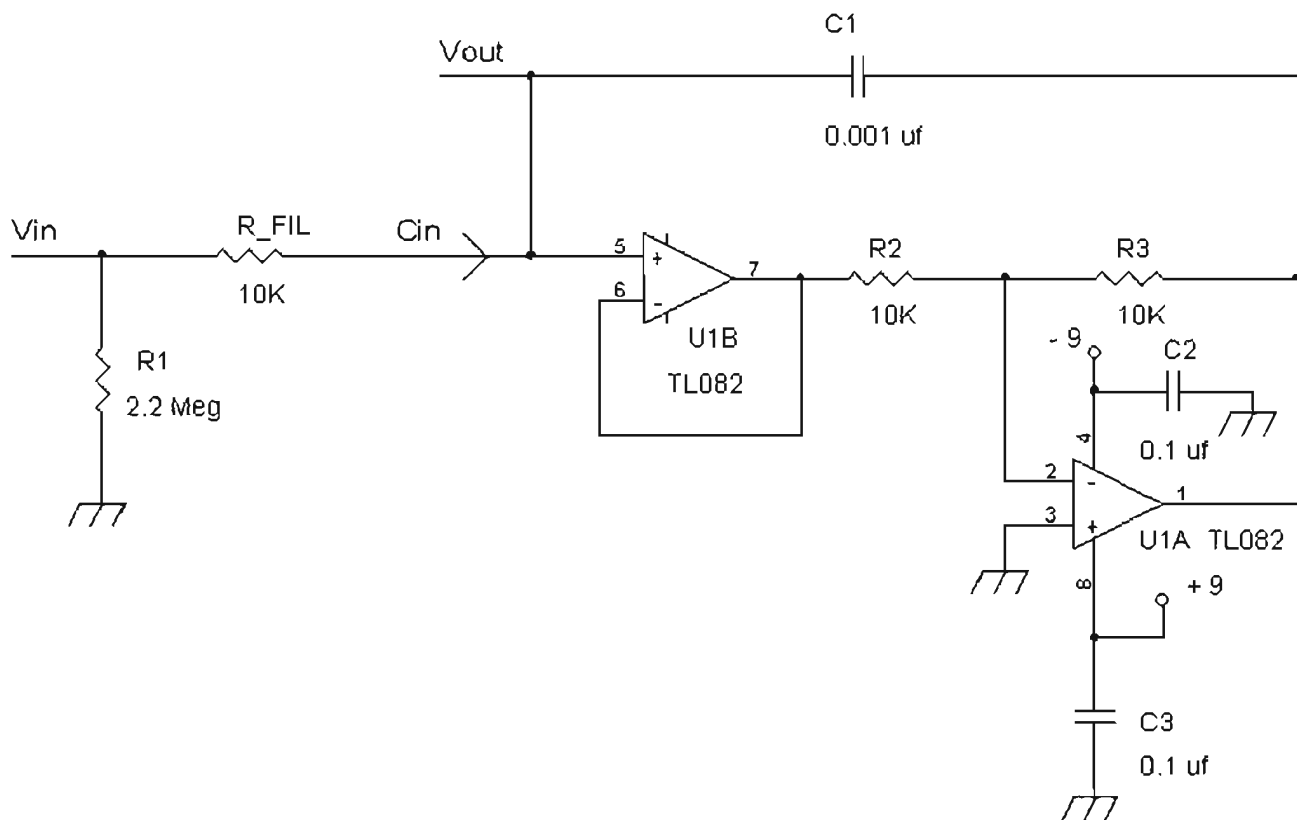 C1
Vout
0.001 uf
Vin
R_FIL
Cin
10K
5
+
6
-
7
U1B
TL082
R2
10K
R3
10K
R1
2.2 Meg
- 9
C2
0.1 uf
4
2
-
3
+
1
U1A TL082
8
+ 9
C3
0.1 uf